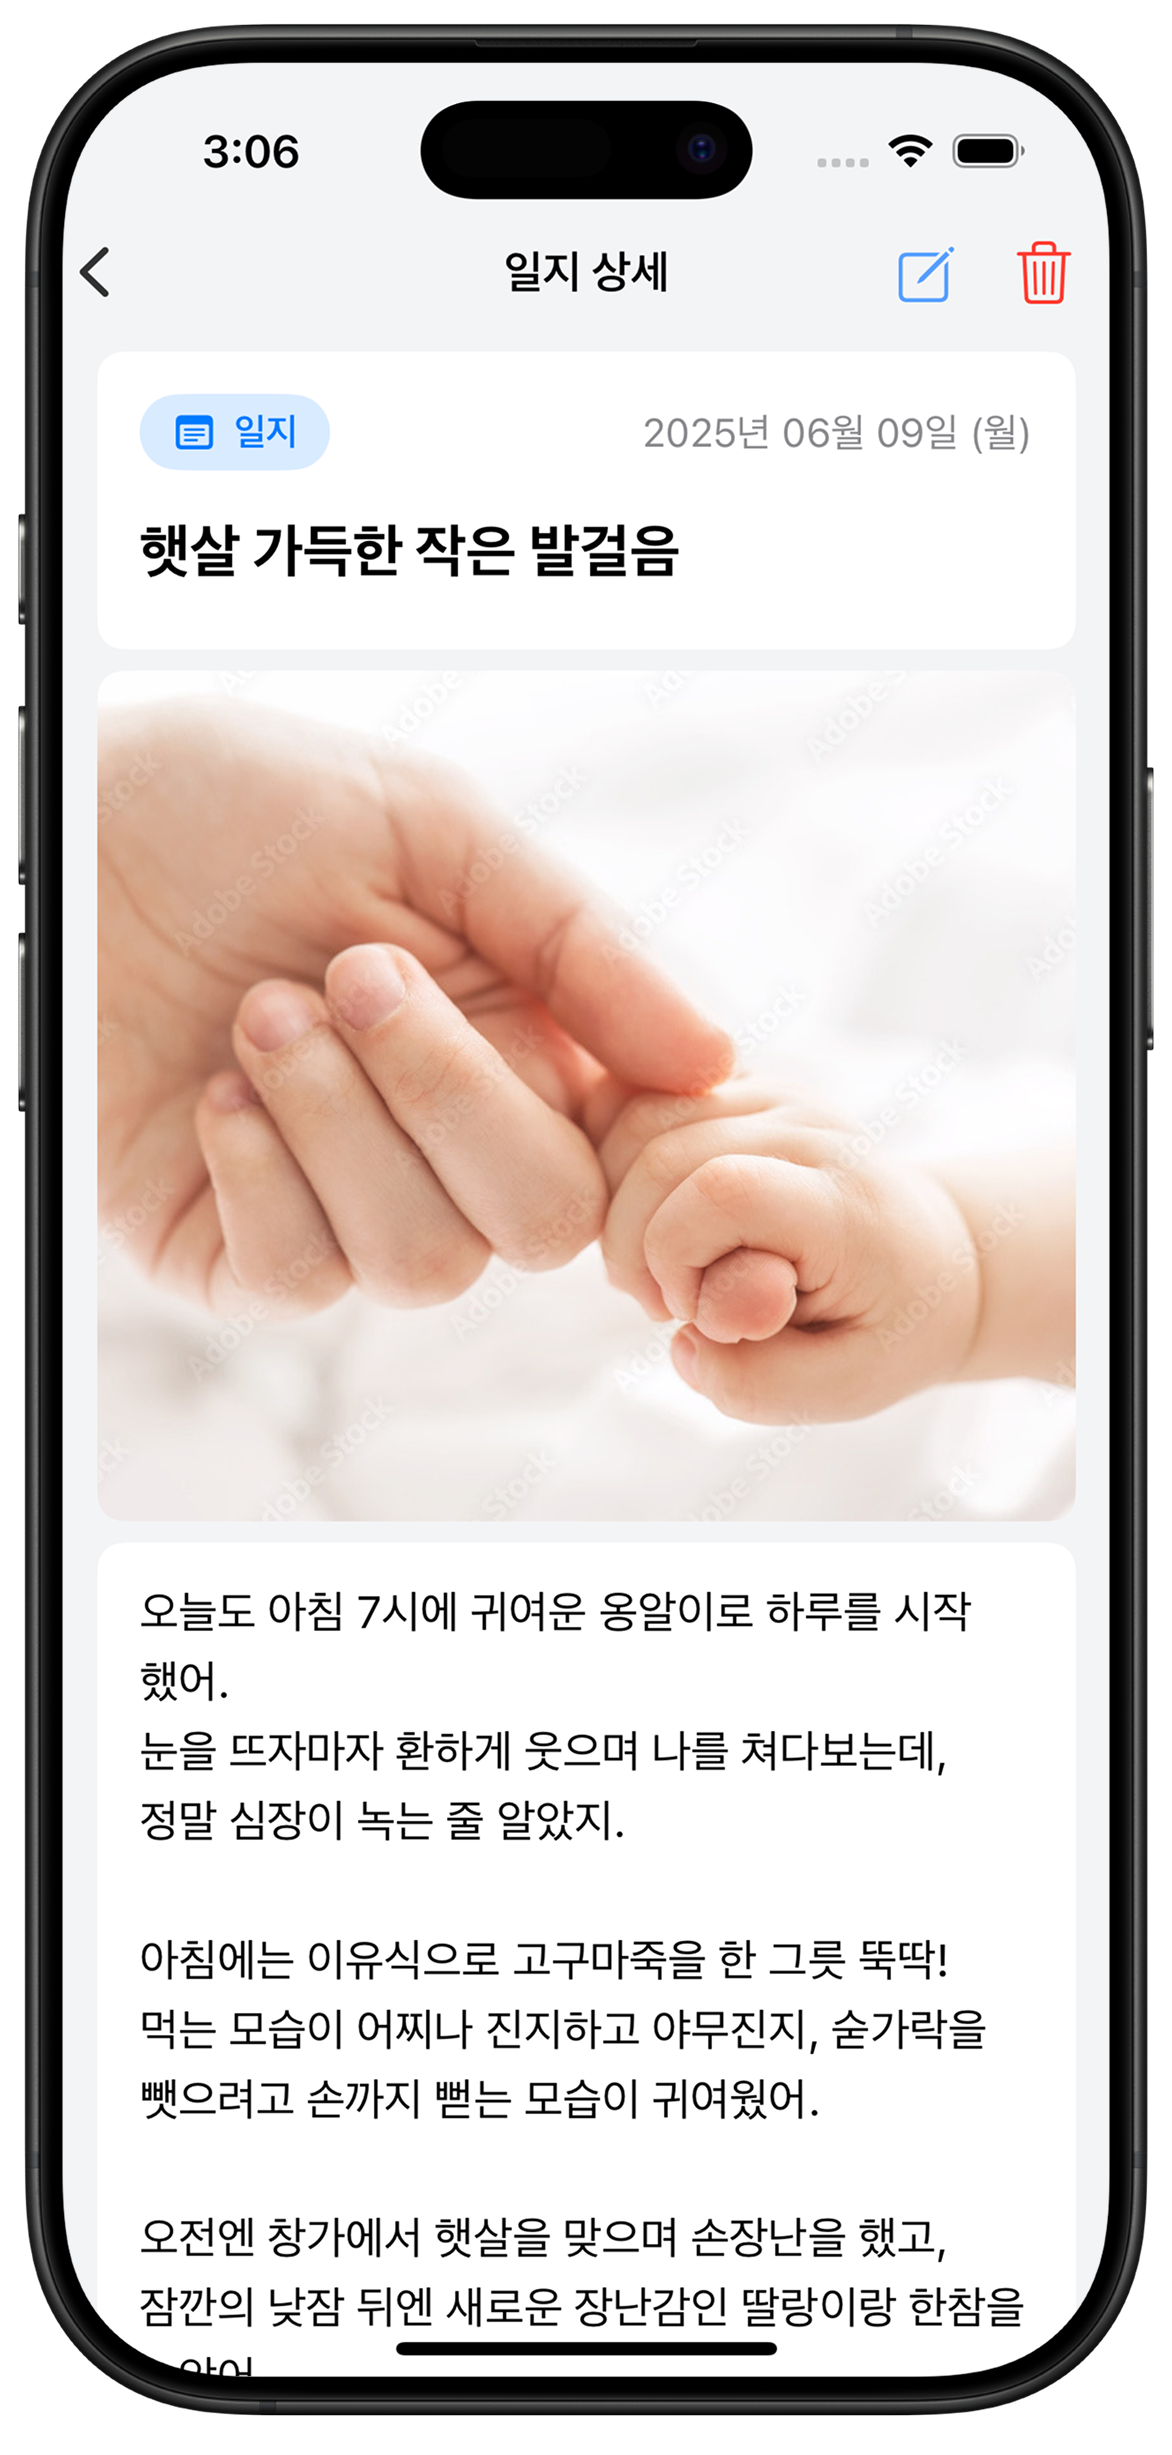 3:06
일지 상세
일지
2025년 06월 09일 (월)
햇살 가득한 작은 발걸음
Adobe Stock
오늘도 아침 7시에 귀여운 옹알이로 하루를 시작
했어.
눈을 뜨자마자 환하게 웃으며 나를 쳐다보는데,
정말 심장이 녹는 줄 알았지.
아침에는 이유식으로 고구마죽을 한 그릇 뚝딱!
먹는 모습이 어찌나 진지하고 야무진지, 숟가락을
뺏으려고 손까지 뻗는 모습이 귀여웠어.
오전엔 창가에서 햇살을 맞으며 손장난을 했고,
잠깐의 낮잠 뒤엔 새로운 장난감인 딸랑이랑 한참을